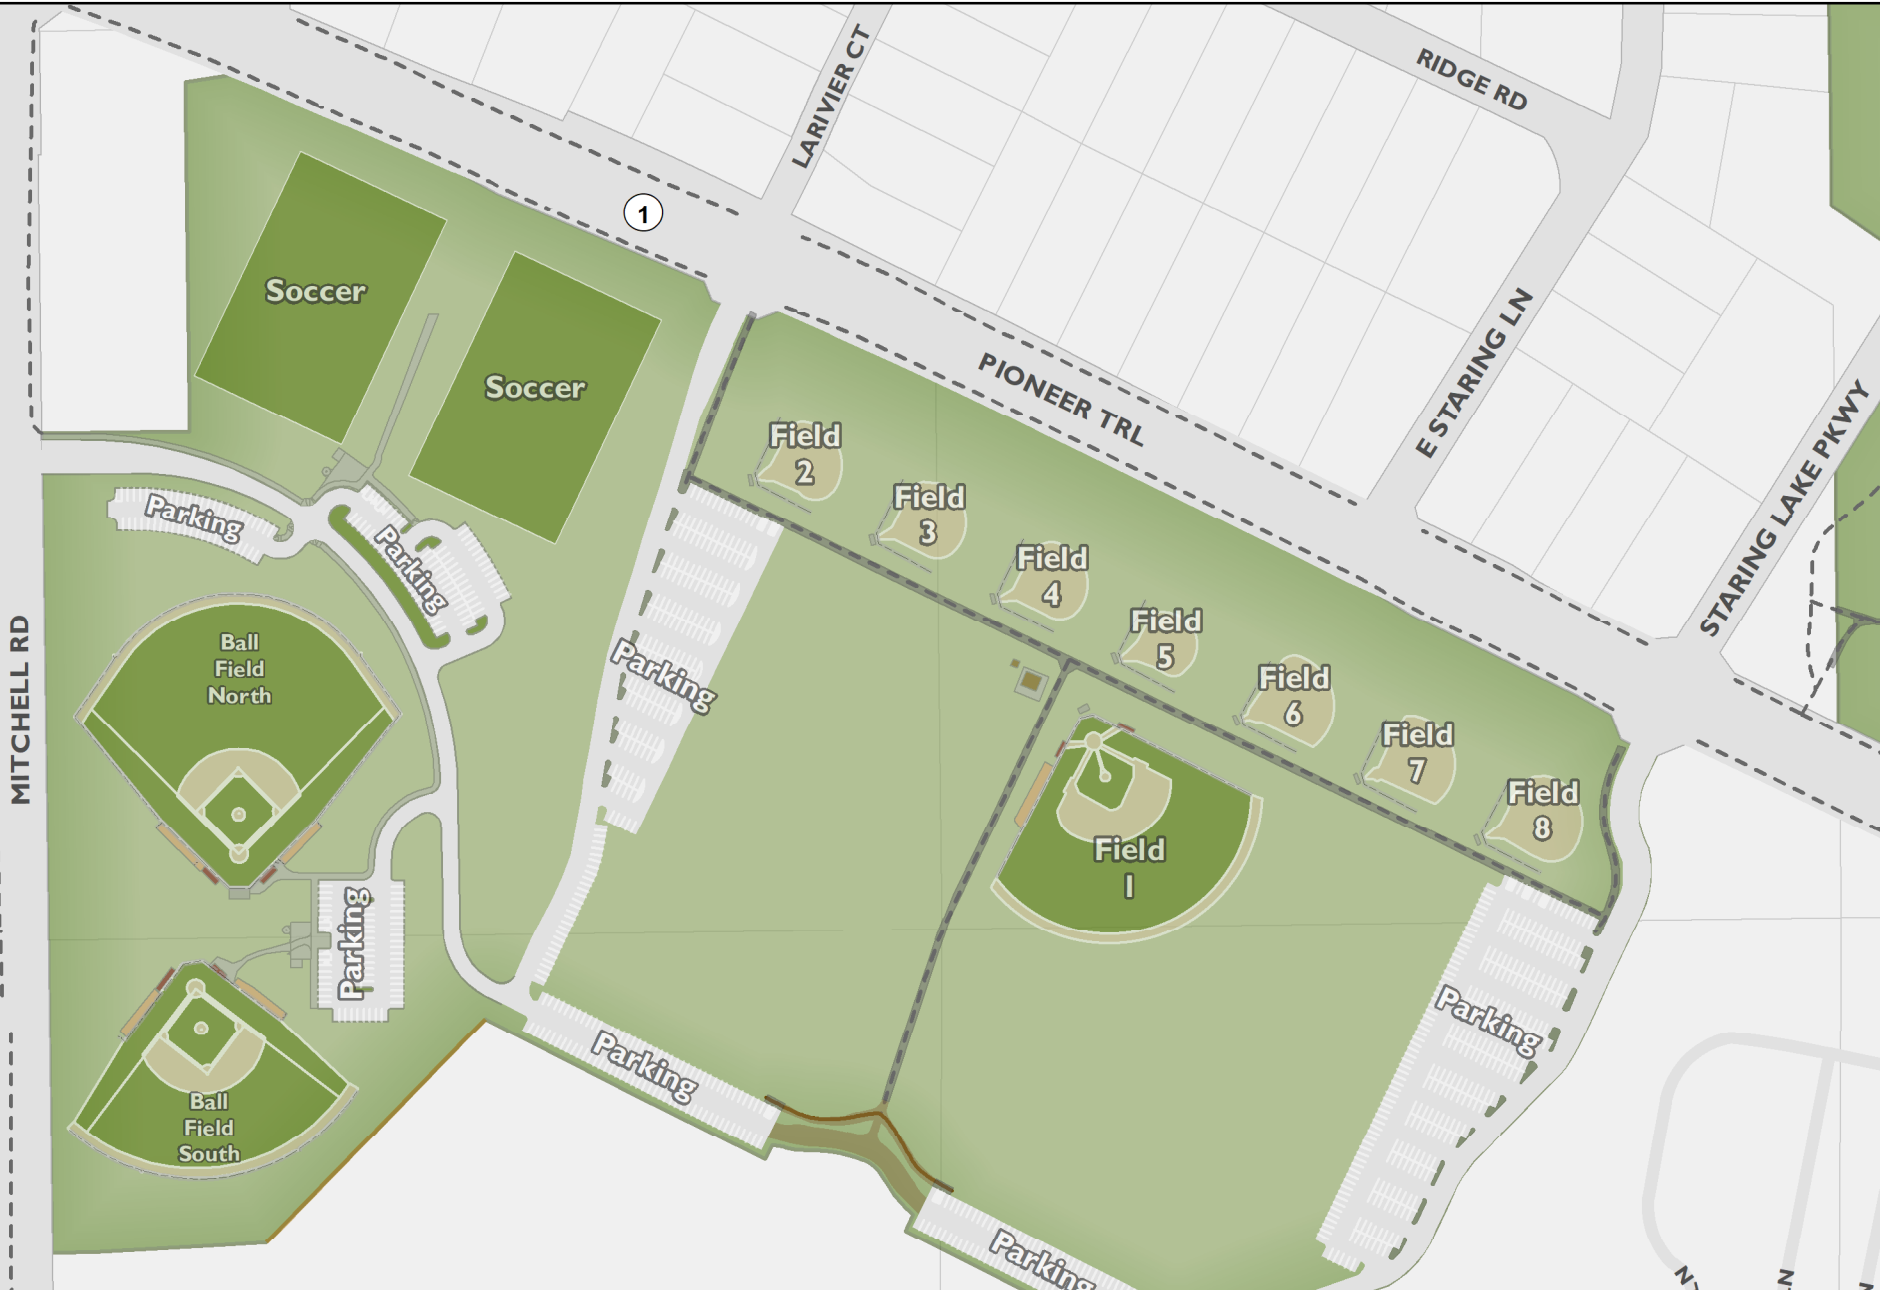 LARIVIER CT
RIDGE RD
1
Soccer
Soccer
PIONEER TRL
E STARING LN
STARING LAKE PKWY
Field
2
Field
3
Field
4
Field
5
Field
6
Field
7
Field
8
Parking
Parking
Parking
MITCHELL RD
Ball
Field
North
Field
1
Parking
Parking
Parking
Ball
Field
South
Parking